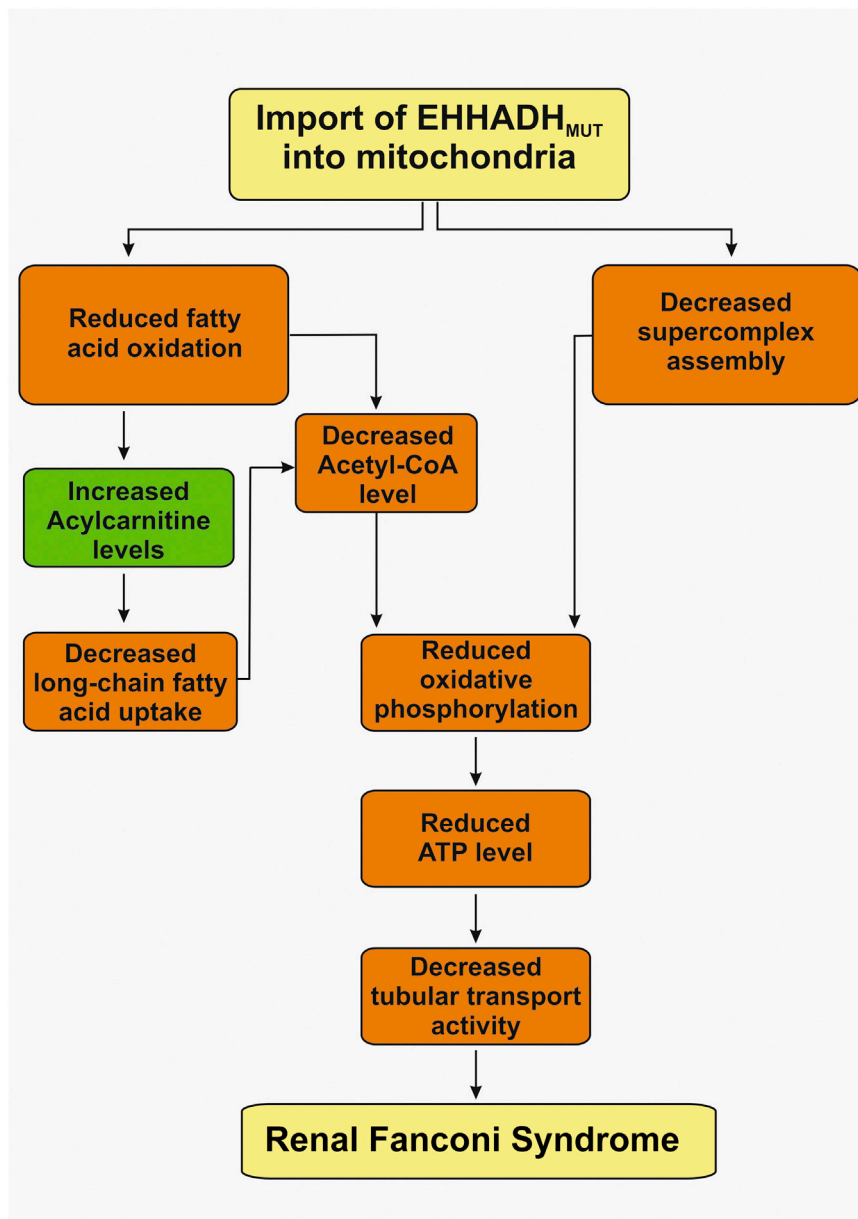 Import of EHHADHMUT
into mitochondria
Reduced fatty
acid oxidation
Decreased
supercomplex
assembly
Decreased
Acetyl-CoA
level
Increased
Acylcarnitine
levels
Decreased
long-chain fatty
acid uptake
Reduced
oxidative
phosphorylation
Reduced
ATP level
Decreased
tubular transport
activity
Renal Fanconi Syndrome